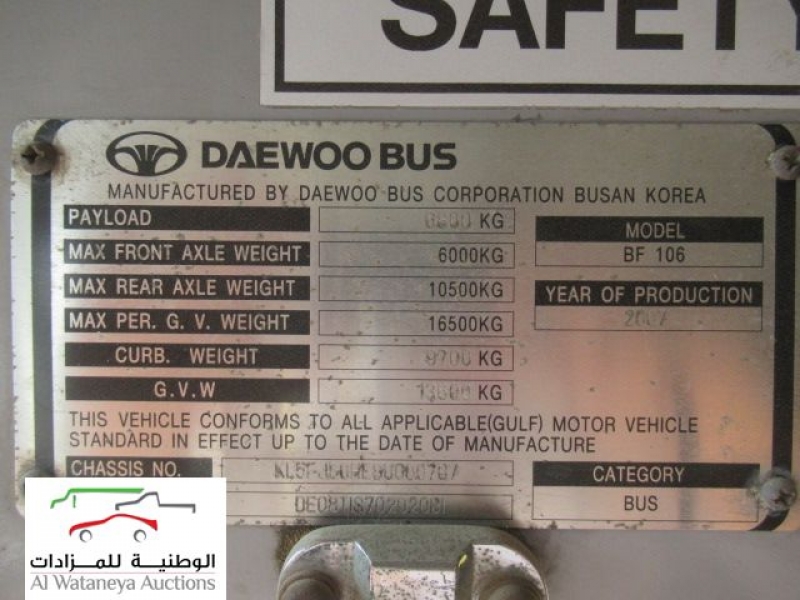 SAFETY
DAEWOO BUS
MANUFACTURED BY DAEWOO BUS CORPORATION BUSAN KOREA
PAYLOAD KG
MAX FRONT AXLE WEIGHT 6000KG
MAX REAR AXLE WEIGHT 10500KG
MAX PER. G. V. WEIGHT 16500KG
CURB. WEIGHT KG
G.V.W KG
MODEL
BF 106
YEAR OF PRODUCTION
2007
THIS VEHICLE CONFORMS TO ALL APPLICABLE(GULF) MOTOR VEHICLE
STANDARD IN EFFECT UP TO THE DATE OF MANUFACTURE
CHASSIS NO.
CATEGORY
BUS
الوطنية للمزادات
Al Wataneya Auctions